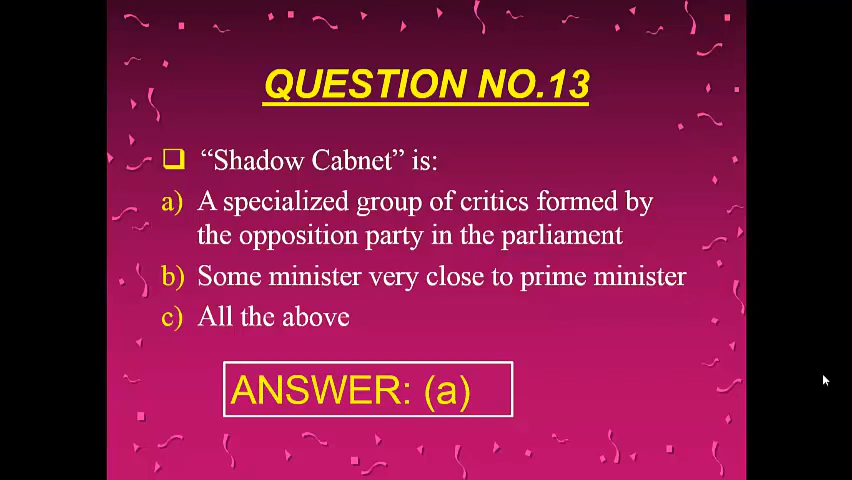 QUESTION NO.13
“Shadow Cabnet” is:
a) A specialized group of critics formed by
the opposition party in the parliament
b) Some minister very close to prime minister
c) All the above
ANSWER: (a)